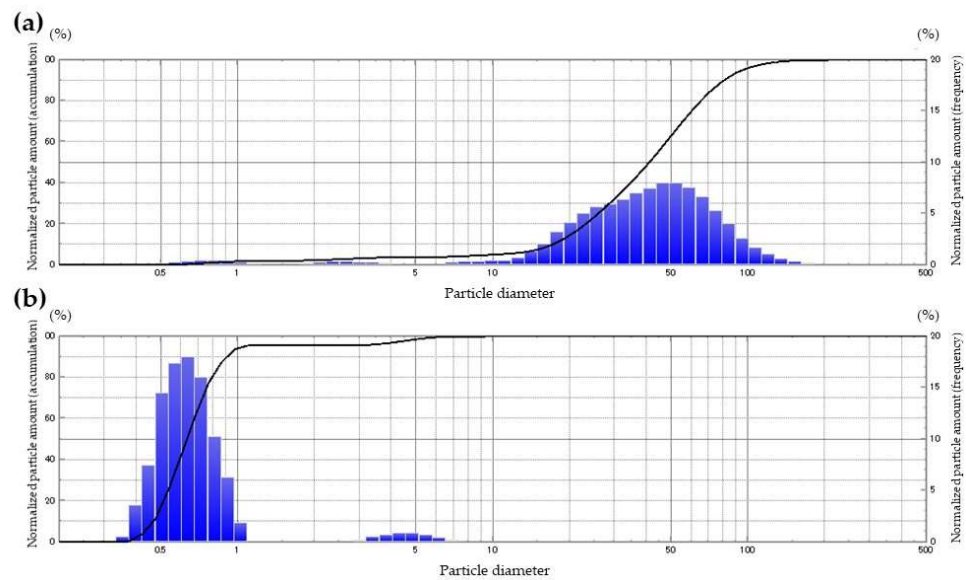 (a)
(%) (%)
Normalized particle amount (accumulation)
00
80
60
40
20
0
20
15
10
5
0
Normalized particle amount (frequency)
0.5 1 5 10 50 100 500
Particle diameter
(b)
(%) (%)
Normalized particle amount (accumulation)
00
80
60
40
20
0
20
15
10
5
0
Normalized particle amount (frequency)
0.5 1 5 10 50 100 500
Particle diameter